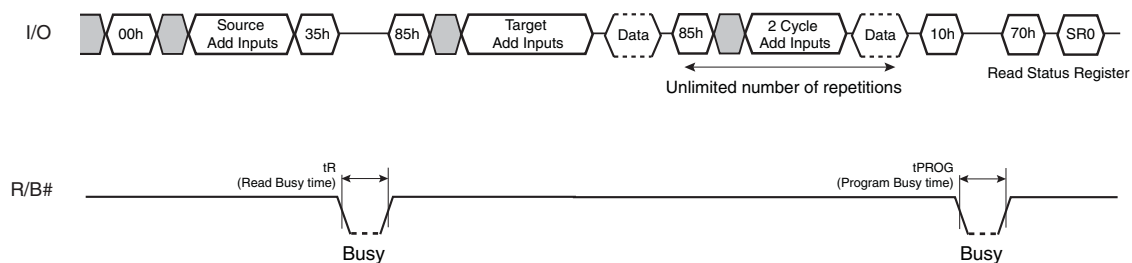 I/O
00h
Source
Add Inputs
35h
85h
Target
Add Inputs
Data
85h
2 Cycle
Add Inputs
Data
10h
70h
SR0
Unlimited number of repetitions
Read Status Register
R/B#
tR
(Read Busy time)
Busy
tPROG
(Program Busy time)
Busy